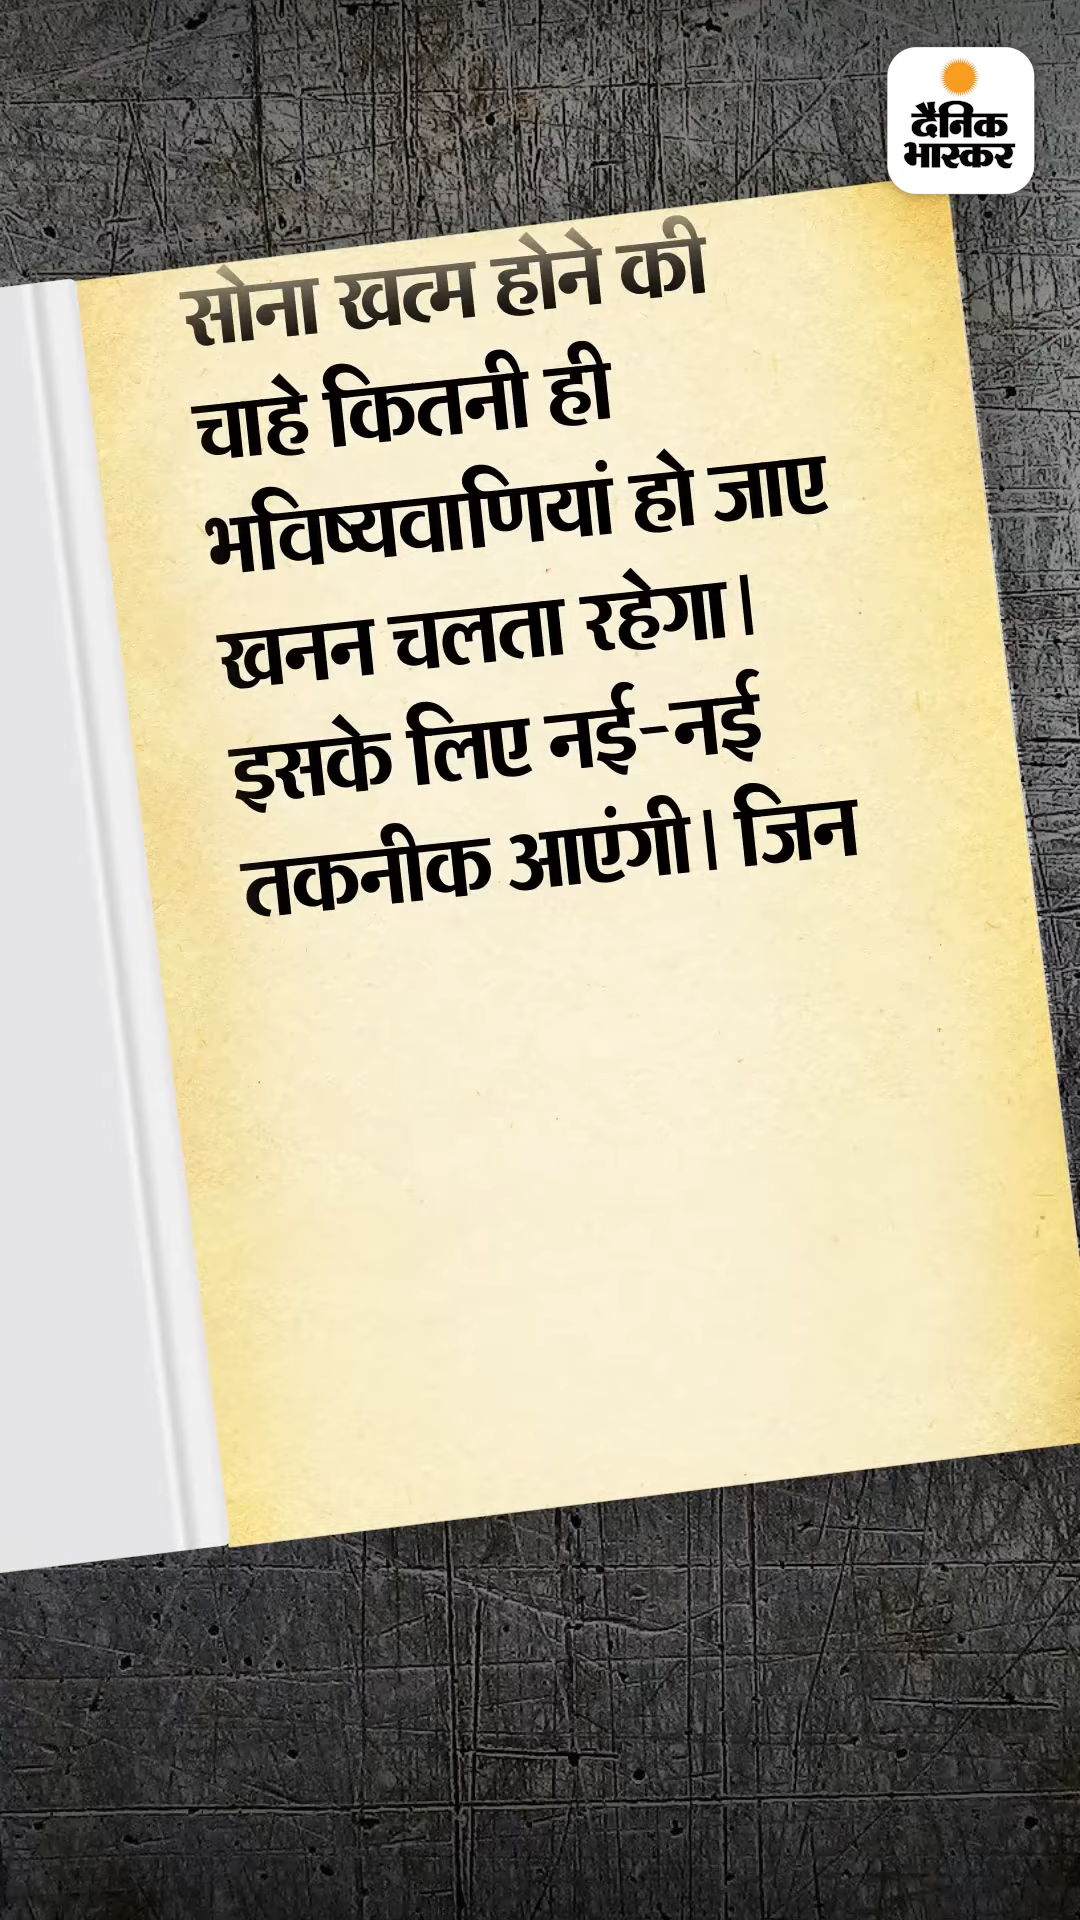 दैनिक
भास्कर
सोना खत्म होने की
चाहे कितनी ही
भविष्यवाणियां हो जाए
खनन चलता रहेगा।
इसके लिए नई-नई
तकनीक आएंगी। जिन